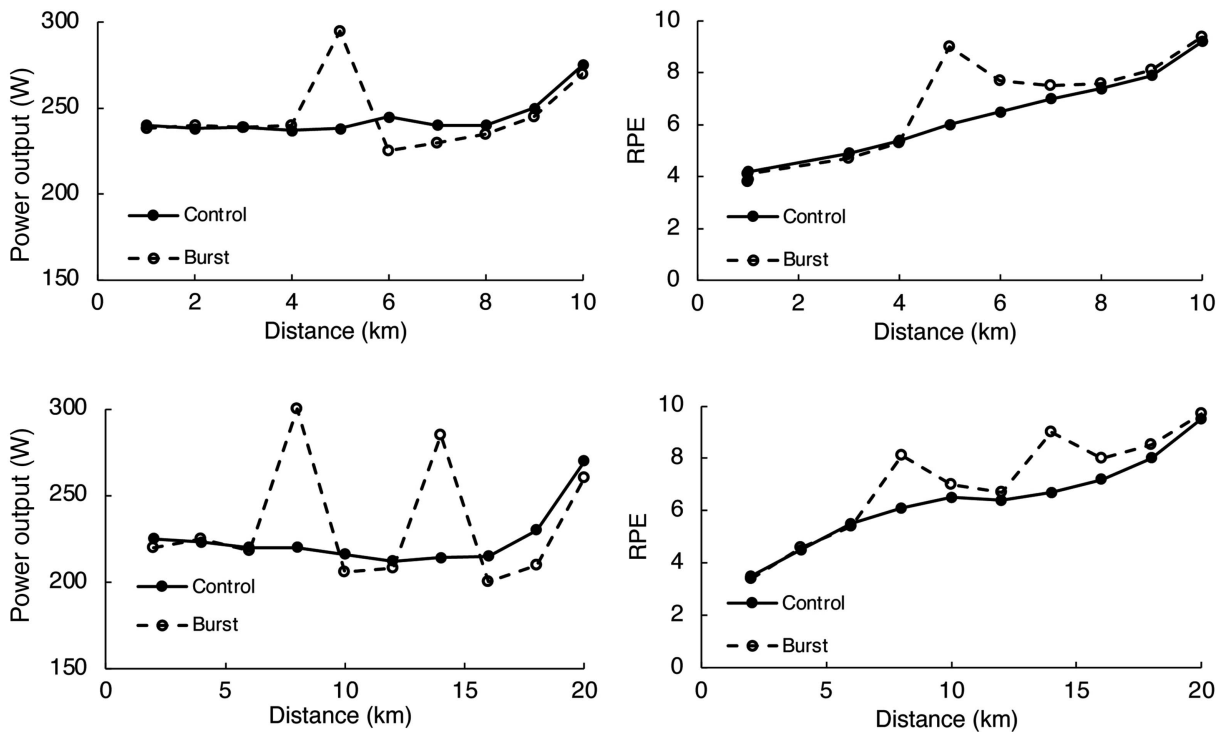 300
250
200
150
Power output (W)
Control
Burst
0 2 4 6 8 10
Distance (km)
10
8
6
4
2
0
RPE
Control
Burst
0 2 4 6 8 10
Distance (km)
300
250
200
150
Power output (W)
Control
Burst
0 5 10 15 20
Distance (km)
10
8
6
4
2
0
RPE
Control
Burst
0 5 10 15 20
Distance (km)